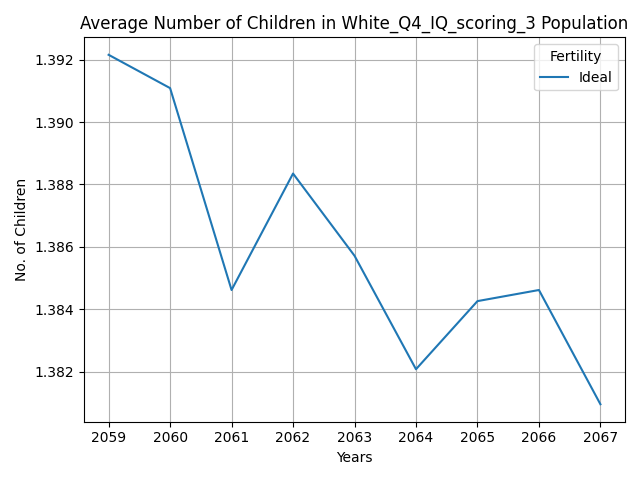 Average Number of Children in White_Q4_IQ_scoring_3 Population
Fertility
Ideal
No. of Children
1.392
1.390
1.388
1.386
1.384
1.382
2059 2060 2061 2062 2063 2064 2065 2066 2067
Years